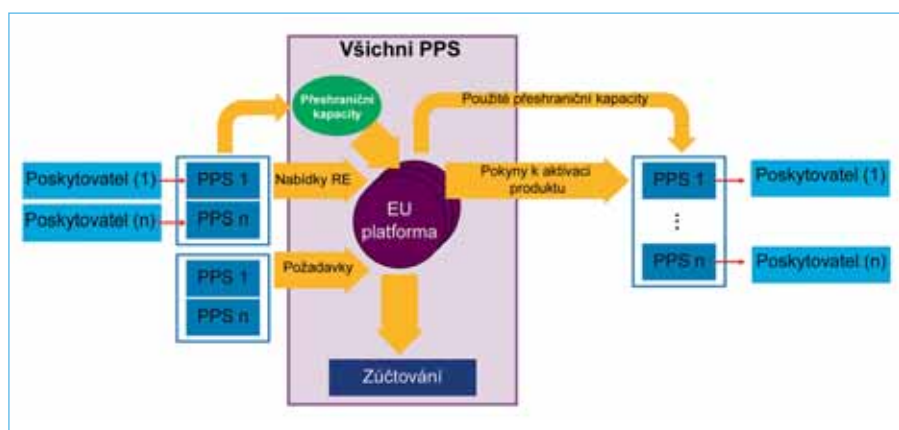 Všichni PPS
Přeshraniční
kapacity
Použité přeshraniční kapacity
Poskytovatel (1)
PPS 1
Nabídky RE
Pokyny k aktivaci
produktu
PPS 1
Poskytovatel (1)
Poskytovatel (n)
PPS n
EU
platforma
⋮
PPS 1
Požadavky
PPS n
Poskytovatel (n)
PPS n
Zúčtování